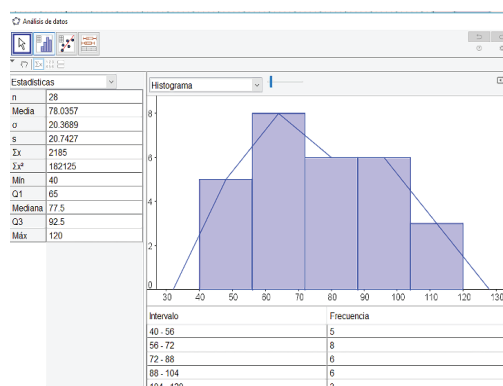 Análisis de datos
Estadísticas
n 28
Media 78.0357
σ 20.3689
s 20.7427
Σx 2185
Σx² 182125
Mín 40
Q1 65
Mediana 77.5
Q3 92.5
Máx 120
Histograma
8
6
4
2
0
30 40 50 60 70 80 90 100 110 120 130
Intervalo Frecuencia
40 - 56 5
56 - 72 8
72 - 88 6
88 - 104 6
104 - 120 3